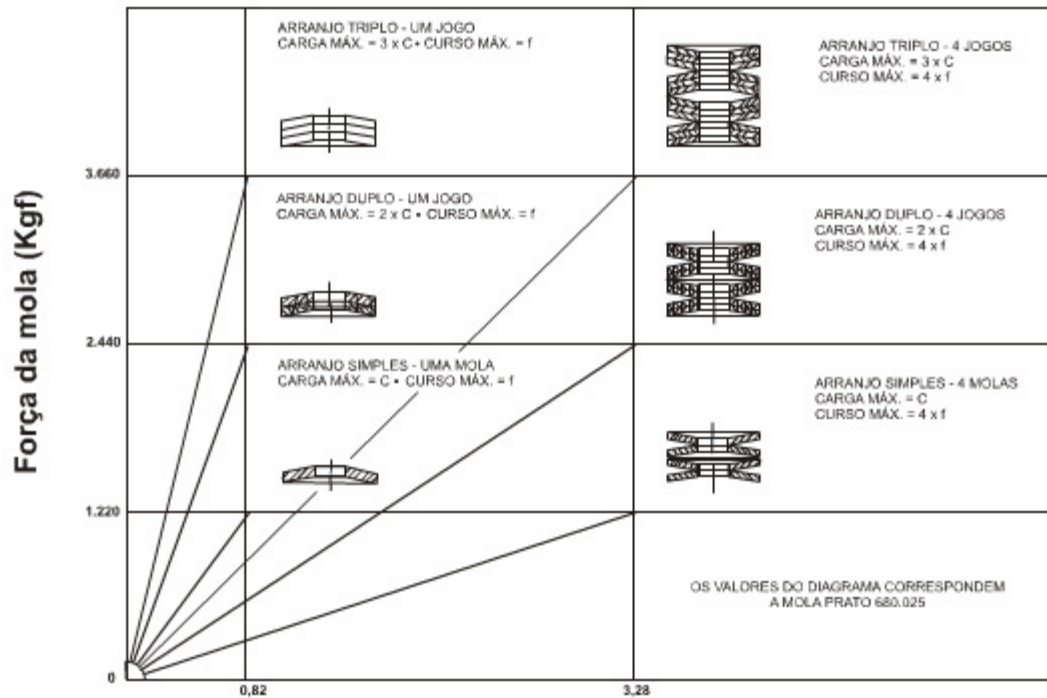 Força da mola (Kgf)
ARRANJO TRIPLO - UM JOGO
CARGA MÁX. = 3 x C • CURSO MÁX. = f
ARRANJO TRIPLO - 4 JOGOS
CARGA MÁX. = 3 x C
CURSO MÁX. = 4 x f
3.660
ARRANJO DUPLO - UM JOGO
CARGA MÁX. = 2 x C • CURSO MÁX. = f
ARRANJO DUPLO - 4 JOGOS
CARGA MÁX. = 2 x C
CURSO MÁX. = 4 x f
2.440
ARRANJO SIMPLES - UMA MOLA
CARGA MÁX. = C • CURSO MÁX. = f
ARRANJO SIMPLES - 4 MOLAS
CARGA MÁX. = C
CURSO MÁX. = 4 x f
1.220
OS VALORES DO DIAGRAMA CORRESPONDEM
A MOLA PRATO 680.025
0
0,82
3,28